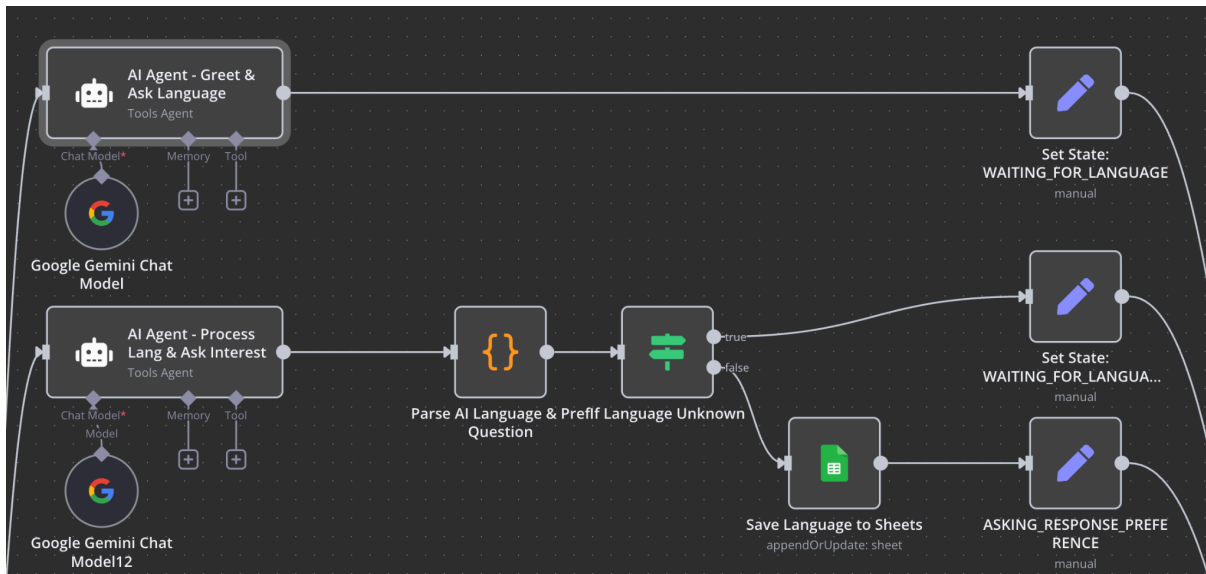 AI Agent - Greet &
Ask Language
Tools Agent
Chat Model*
Memory
Tool
Google Gemini Chat
Model
Set State:
WAITING_FOR_LANGUAGE
manual
AI Agent - Process
Lang & Ask Interest
Tools Agent
Chat Model*
Memory
Tool
Model
Google Gemini Chat
Model12
Parse AI Language & Pref
Question
If Language Unknown
true
false
Set State:
WAITING_FOR_LANGUA...
manual
Save Language to Sheets
appendOrUpdate: sheet
ASKING_RESPONSE_PREFE
RENCE
manual